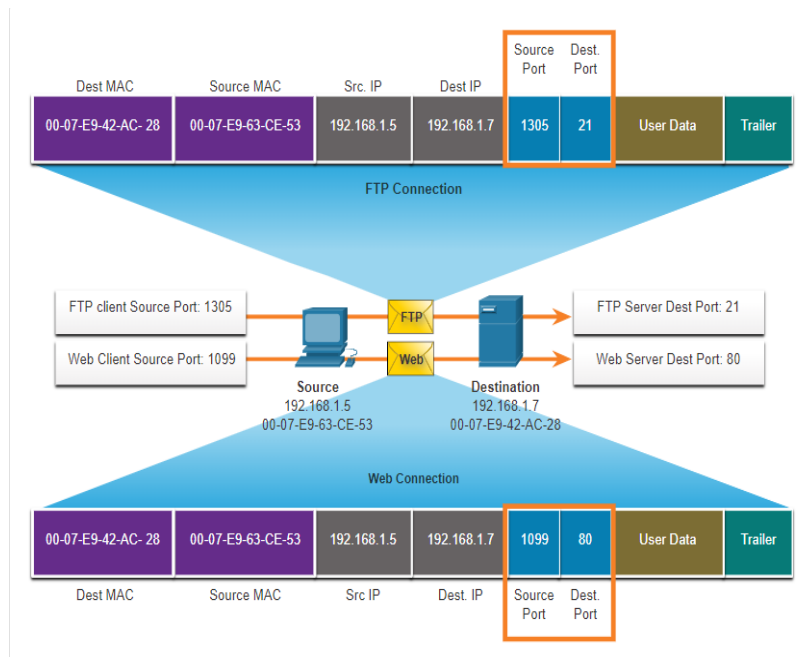 Source Port
Dest. Port
Dest MAC
Source MAC
Src. IP
Dest IP
00-07-E9-42-AC- 28
00-07-E9-63-CE-53
192.168.1.5
192.168.1.7
1305
21
User Data
Trailer
FTP Connection
FTP client Source Port: 1305
FTP
FTP Server Dest Port: 21
Web Client Source Port: 1099
Web
Web Server Dest Port: 80
Source
192.168.1.5
00-07-E9-63-CE-53
Destination
192.168.1.7
00-07-E9-42-AC-28
Web Connection
00-07-E9-42-AC- 28
00-07-E9-63-CE-53
192.168.1.5
192.168.1.7
1099
80
User Data
Trailer
Dest MAC
Source MAC
Src IP
Dest. IP
Source Port
Dest. Port